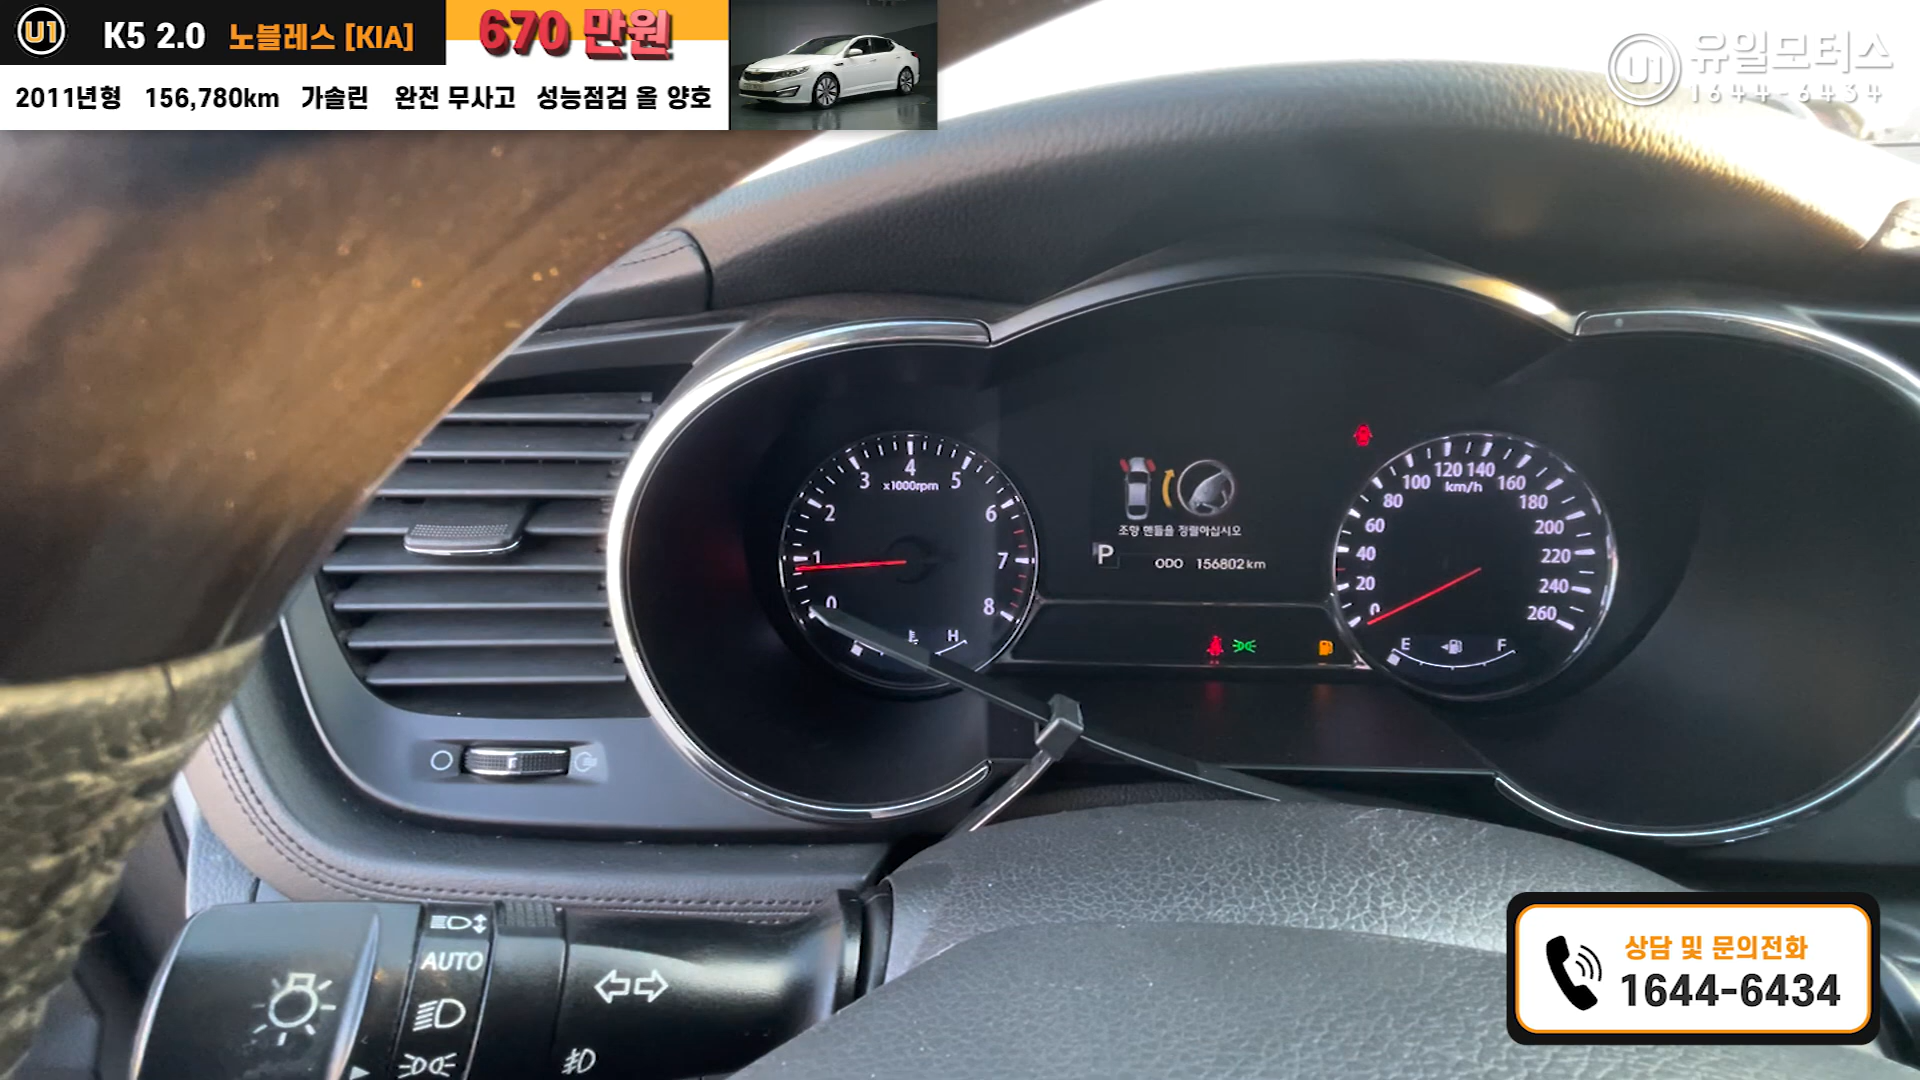 U1
K5 2.0 노블레스 [KIA]
670 만원
2011년형 156,780km 가솔린 완전 무사고 성능점검 올 양호
U1 유일모터스
1644-6434
0 1 2 3 4 5 6 7 8
x1000rpm
H
조향 핸들을 정렬하십시오
P ODO 156802 km
0 20 40 60 80 100 120 140 160 180 200 220 240 260
km/h
E F
AUTO
상담 및 문의전화
1644-6434